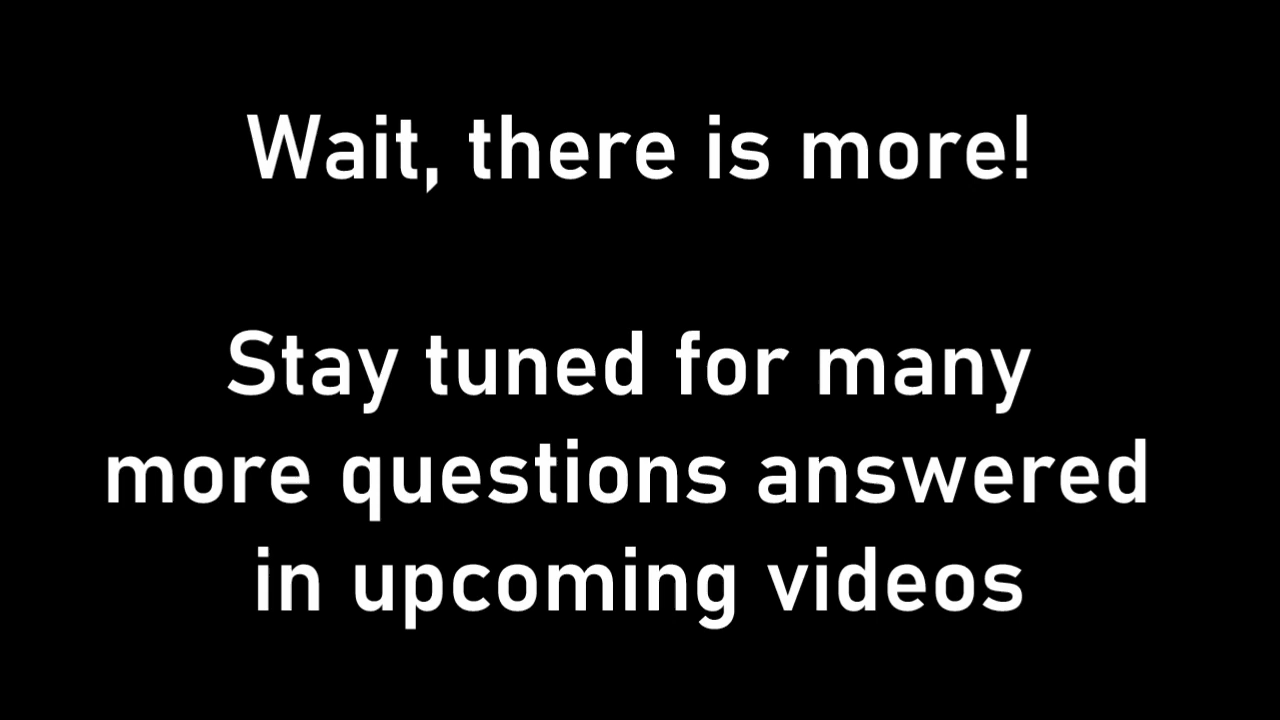 Wait, there is more!
Stay tuned for many
more questions answered
in upcoming videos